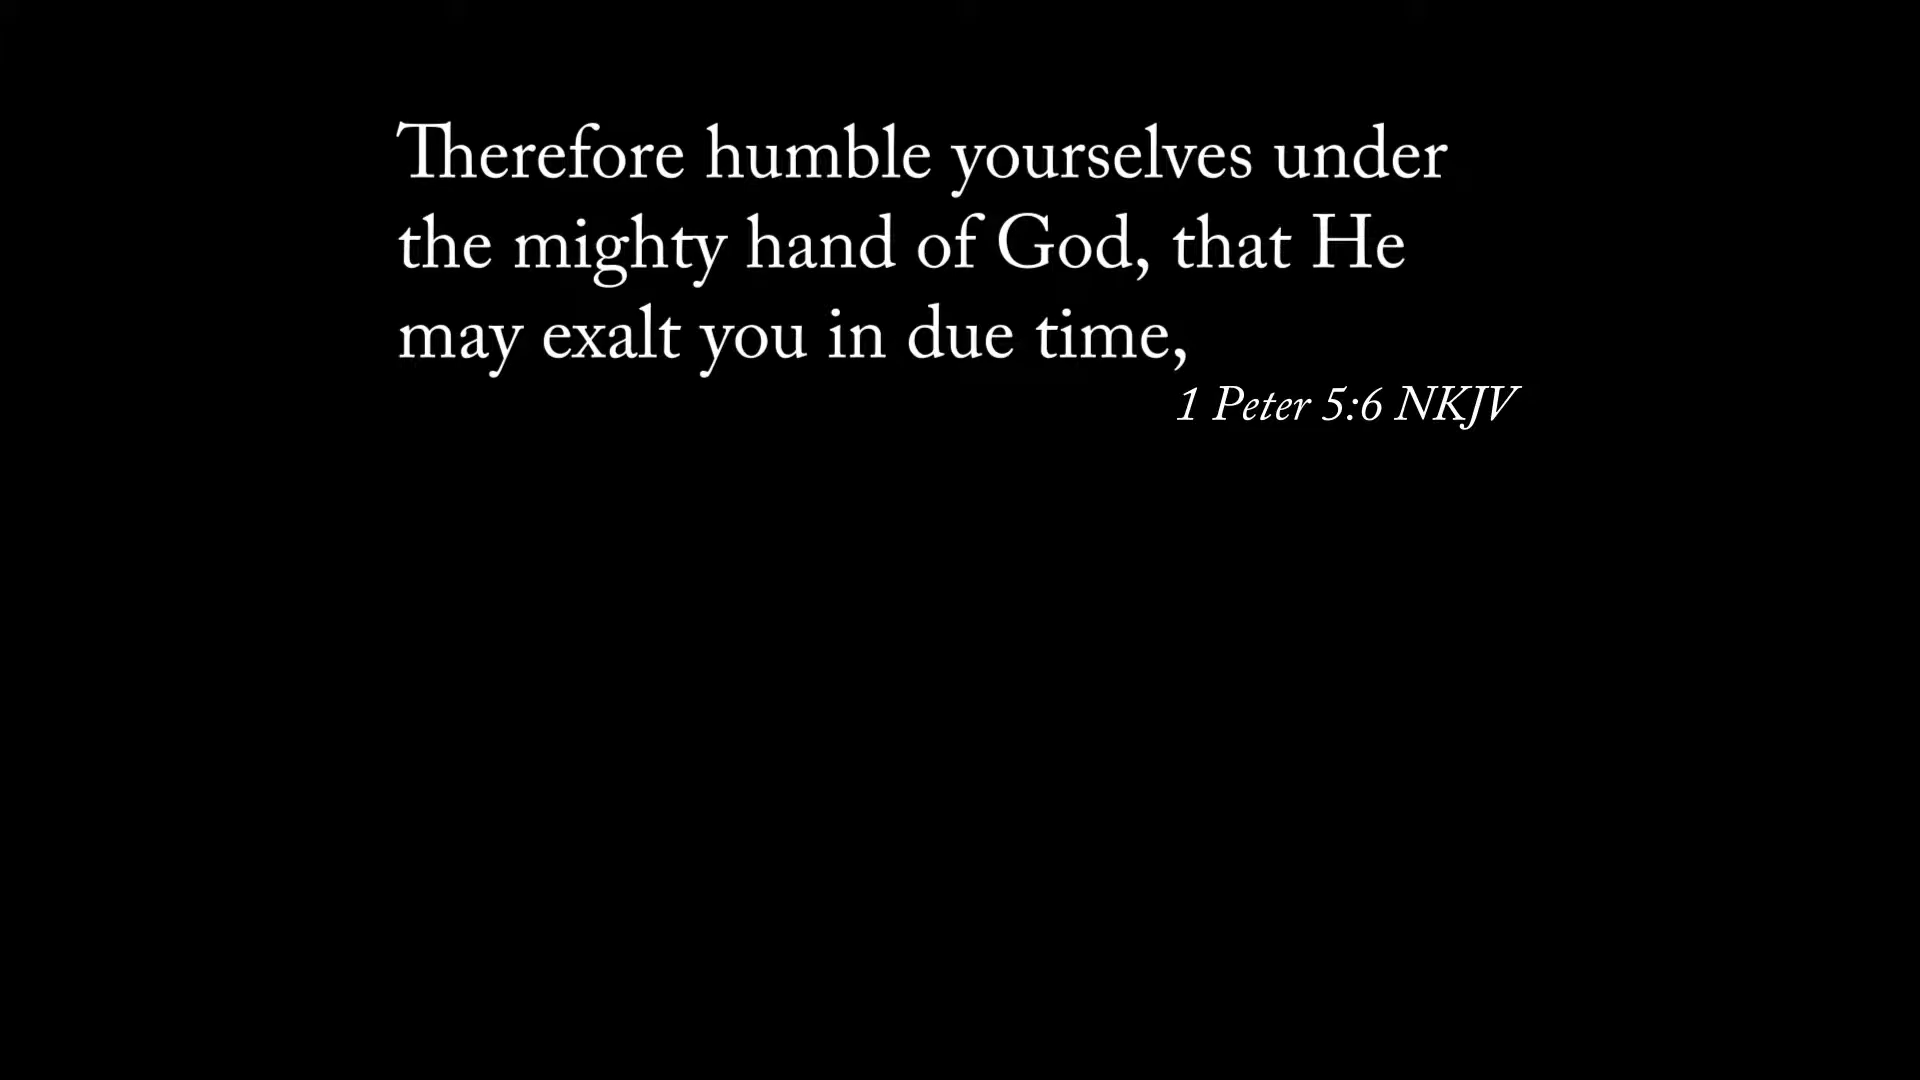 Therefore humble yourselves under
the mighty hand of God, that He
may exalt you in due time,
1 Peter 5:6 NKJV